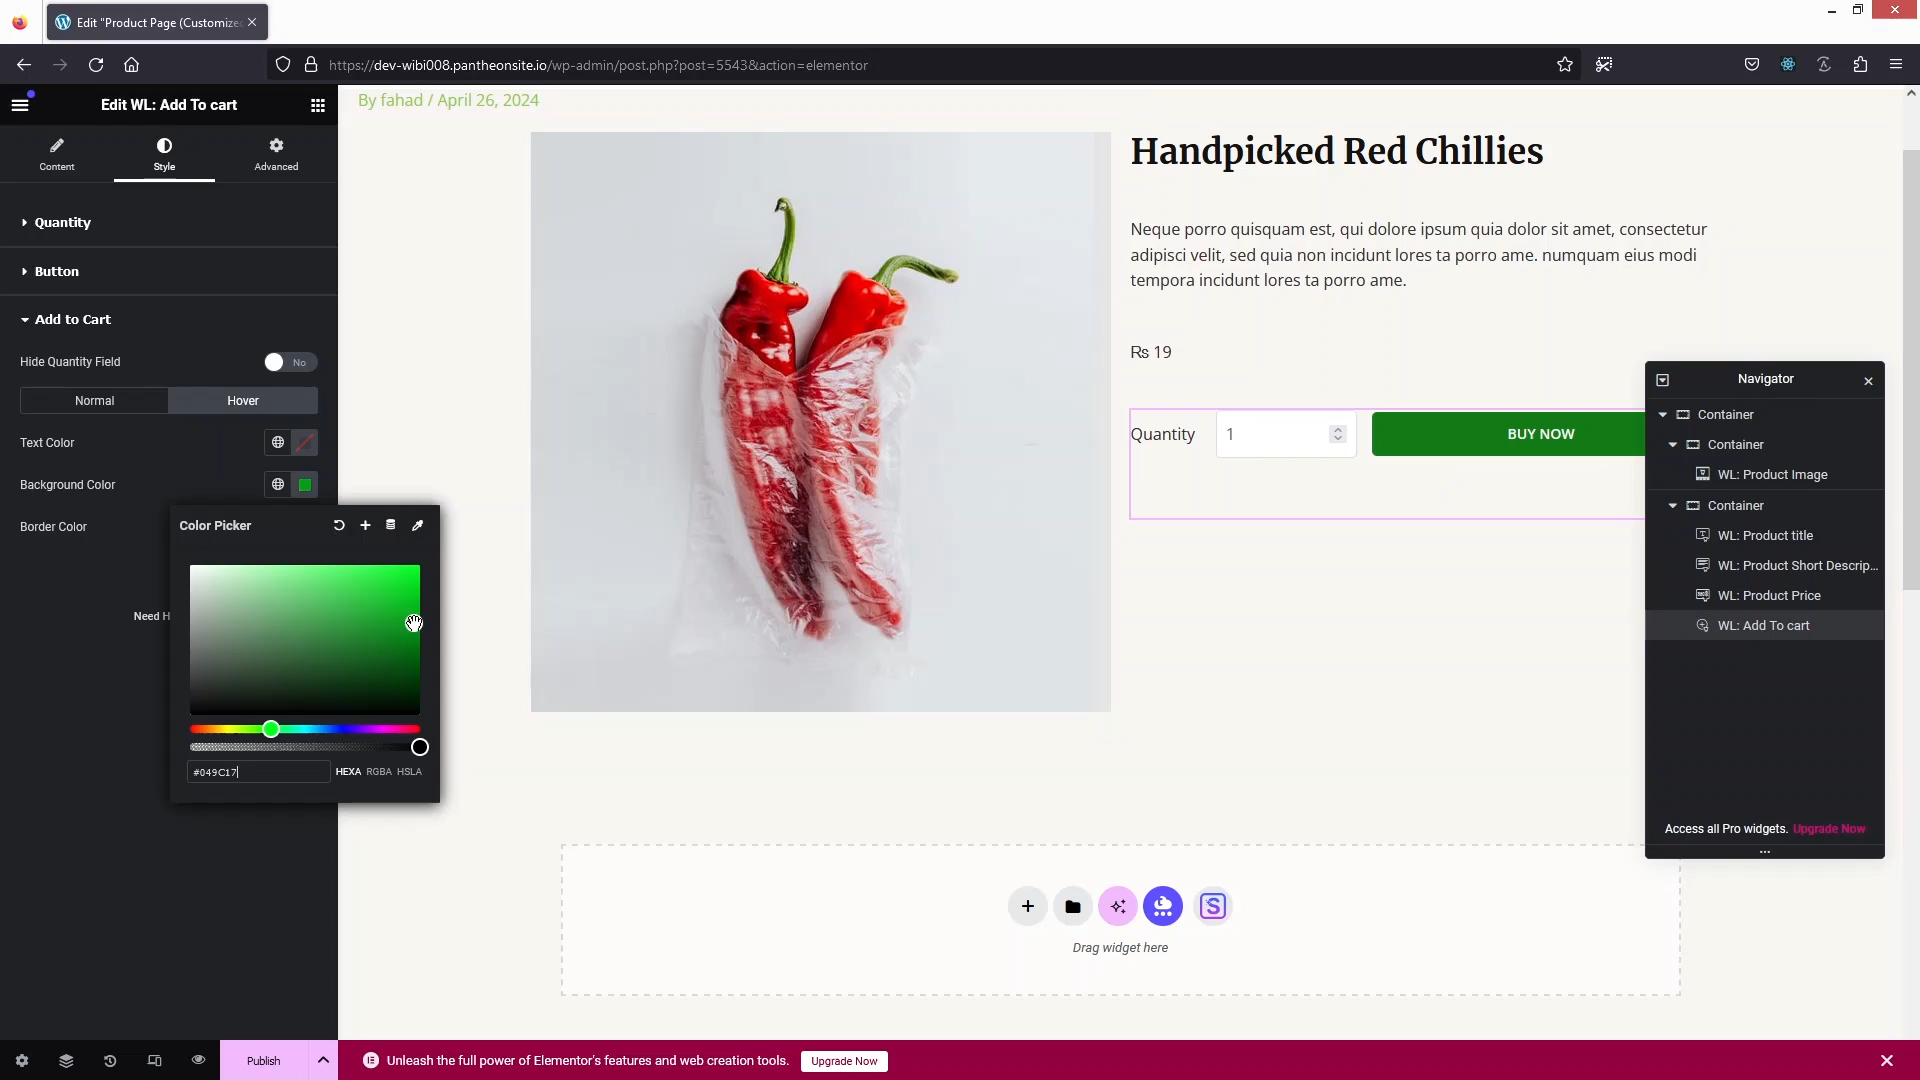 Edit "Product Page (Customize
https://dev-wibi008.pantheonsite.io/wp-admin/post.php?post=5543&action=elementor
Edit WL: Add To cart
Content
Style
Advanced
Quantity
Button
Add to Cart
Hide Quantity Field
No
Normal
Hover
Text Color
Background Color
Border Color
Color Picker
Need H
#049C17
HEXA
RGBA
HSLA
Publish
By fahad / April 26, 2024
Handpicked Red Chillies
Neque porro quisquam est, qui dolore ipsum quia dolor sit amet, consectetur
adipisci velit, sed quia non incidunt lores ta porro ame. numquam eius modi
tempora incidunt lores ta porro ame.
₨ 19
Quantity
1
BUY NOW
Navigator
Container
Container
WL: Product Image
Container
WL: Product title
WL: Product Short Descrip...
WL: Product Price
WL: Add To cart
Access all Pro widgets. Upgrade Now
Drag widget here
Unleash the full power of Elementor's features and web creation tools.
Upgrade Now